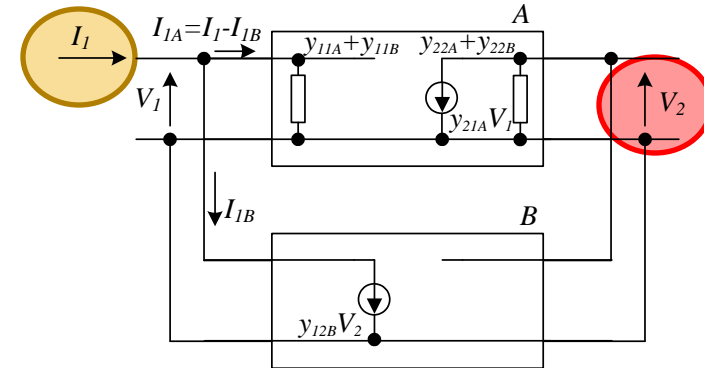 I₁
I₁A=I₁-I₁B
A
y₁₁A+y₁₁B
y₂₂A+y₂₂B
V₁
y₂₁AV₁
V₂
I₁B
B
y₁₂BV₂